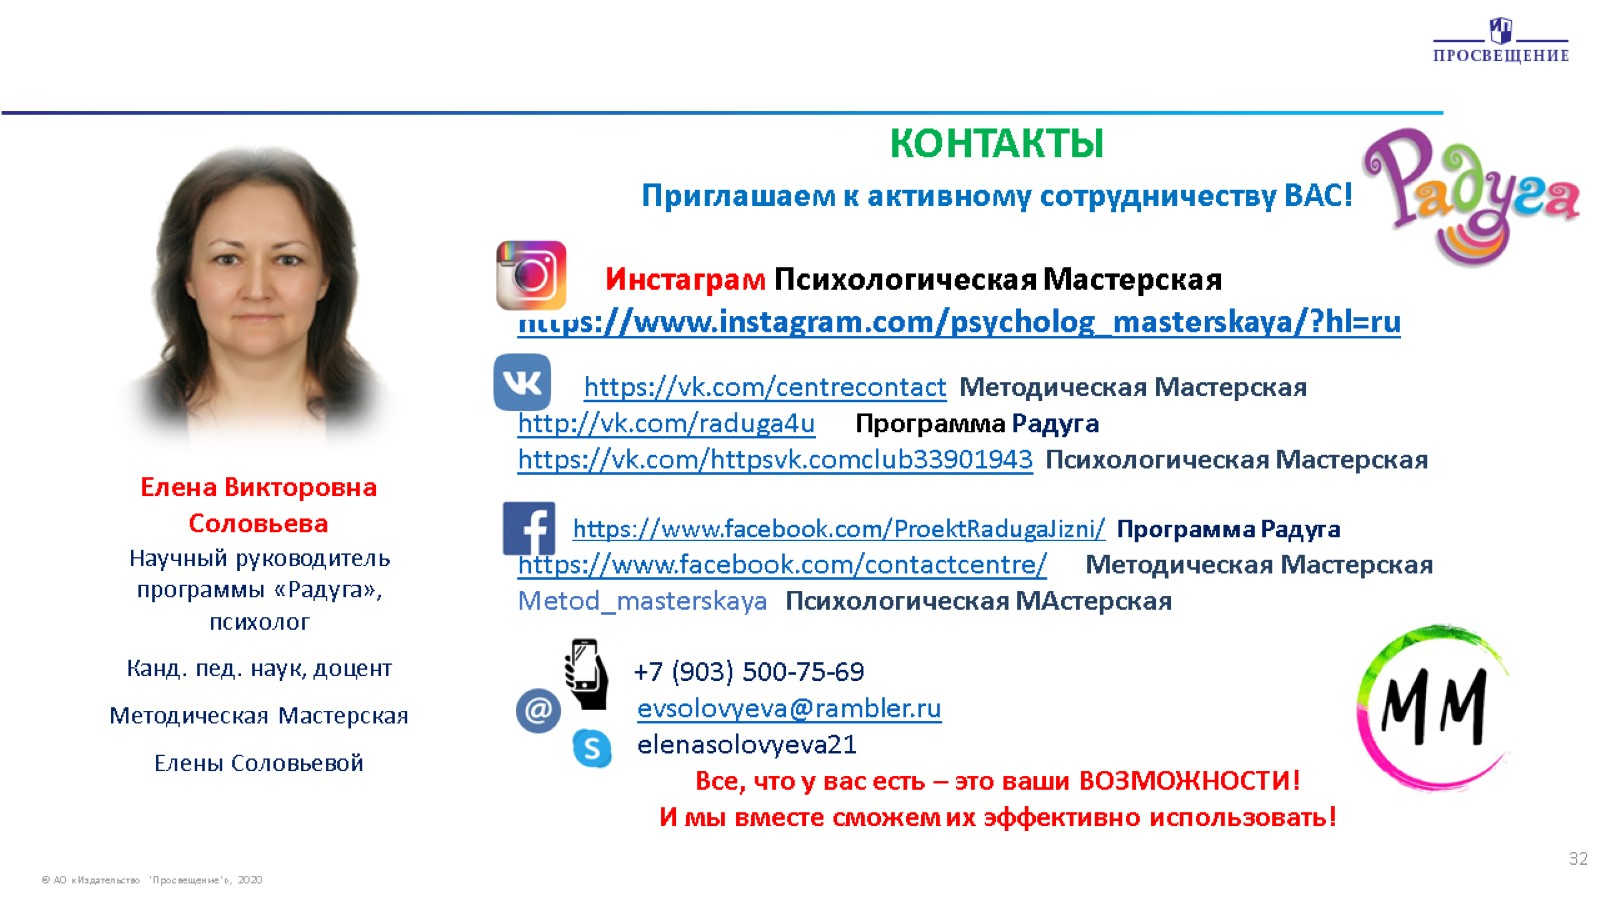 ПРОСВЕЩЕНИЕ
КОНТАКТЫ
Приглашаем к активному сотрудничеству ВАС!
Радуга
Инстаграм Психологическая Мастерская
https://www.instagram.com/psycholog_masterskaya/?hl=ru
https://vk.com/centrecontact Методическая Мастерская
http://vk.com/raduga4u Программа Радуга
https://vk.com/httpsvk.comclub33901943 Психологическая Мастерская
https://www.facebook.com/ProektRadugaJizni/ Программа Радуга
https://www.facebook.com/contactcentre/ Методическая Мастерская
Metod_masterskaya Психологическая МАстерская
+7 (903) 500-75-69
evsolovyeva@rambler.ru
elenasolovyeva21
Все, что у вас есть – это ваши ВОЗМОЖНОСТИ!
И мы вместе сможем их эффективно использовать!
Елена Викторовна
Соловьева
Научный руководитель
программы «Радуга»,
психолог
Канд. пед. наук, доцент
Методическая Мастерская
Елены Соловьевой
ММ
32
© АО «Издательство "Просвещение"», 2020